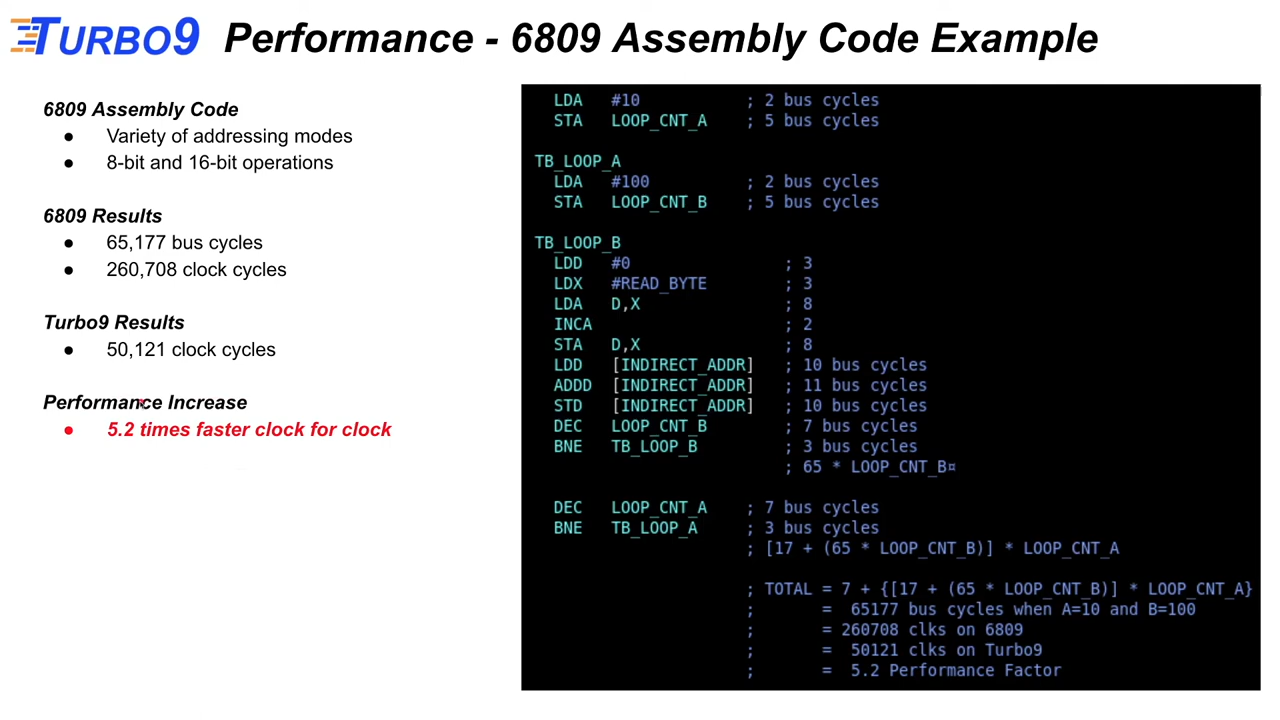 TURBO9 Performance - 6809 Assembly Code Example
6809 Assembly Code
● Variety of addressing modes
● 8-bit and 16-bit operations
6809 Results
● 65,177 bus cycles
● 260,708 clock cycles
Turbo9 Results
● 50,121 clock cycles
Performance Increase
● 5.2 times faster clock for clock
LDA #10 ; 2 bus cycles
STA LOOP_CNT_A ; 5 bus cycles
TB_LOOP_A
LDA #100 ; 2 bus cycles
STA LOOP_CNT_B ; 5 bus cycles
TB_LOOP_B
LDD #0 ; 3
LDX #READ_BYTE ; 3
LDA D,X ; 8
INCA ; 2
STA D,X ; 8
LDD [INDIRECT_ADDR] ; 10 bus cycles
ADDD [INDIRECT_ADDR] ; 11 bus cycles
STD [INDIRECT_ADDR] ; 10 bus cycles
DEC LOOP_CNT_B ; 7 bus cycles
BNE TB_LOOP_B ; 3 bus cycles
; 65 * LOOP_CNT_B¤
DEC LOOP_CNT_A ; 7 bus cycles
BNE TB_LOOP_A ; 3 bus cycles
; [17 + (65 * LOOP_CNT_B)] * LOOP_CNT_A
; TOTAL = 7 + {[17 + (65 * LOOP_CNT_B)] * LOOP_CNT_A}
; = 65177 bus cycles when A=10 and B=100
; = 260708 clks on 6809
; = 50121 clks on Turbo9
; = 5.2 Performance Factor